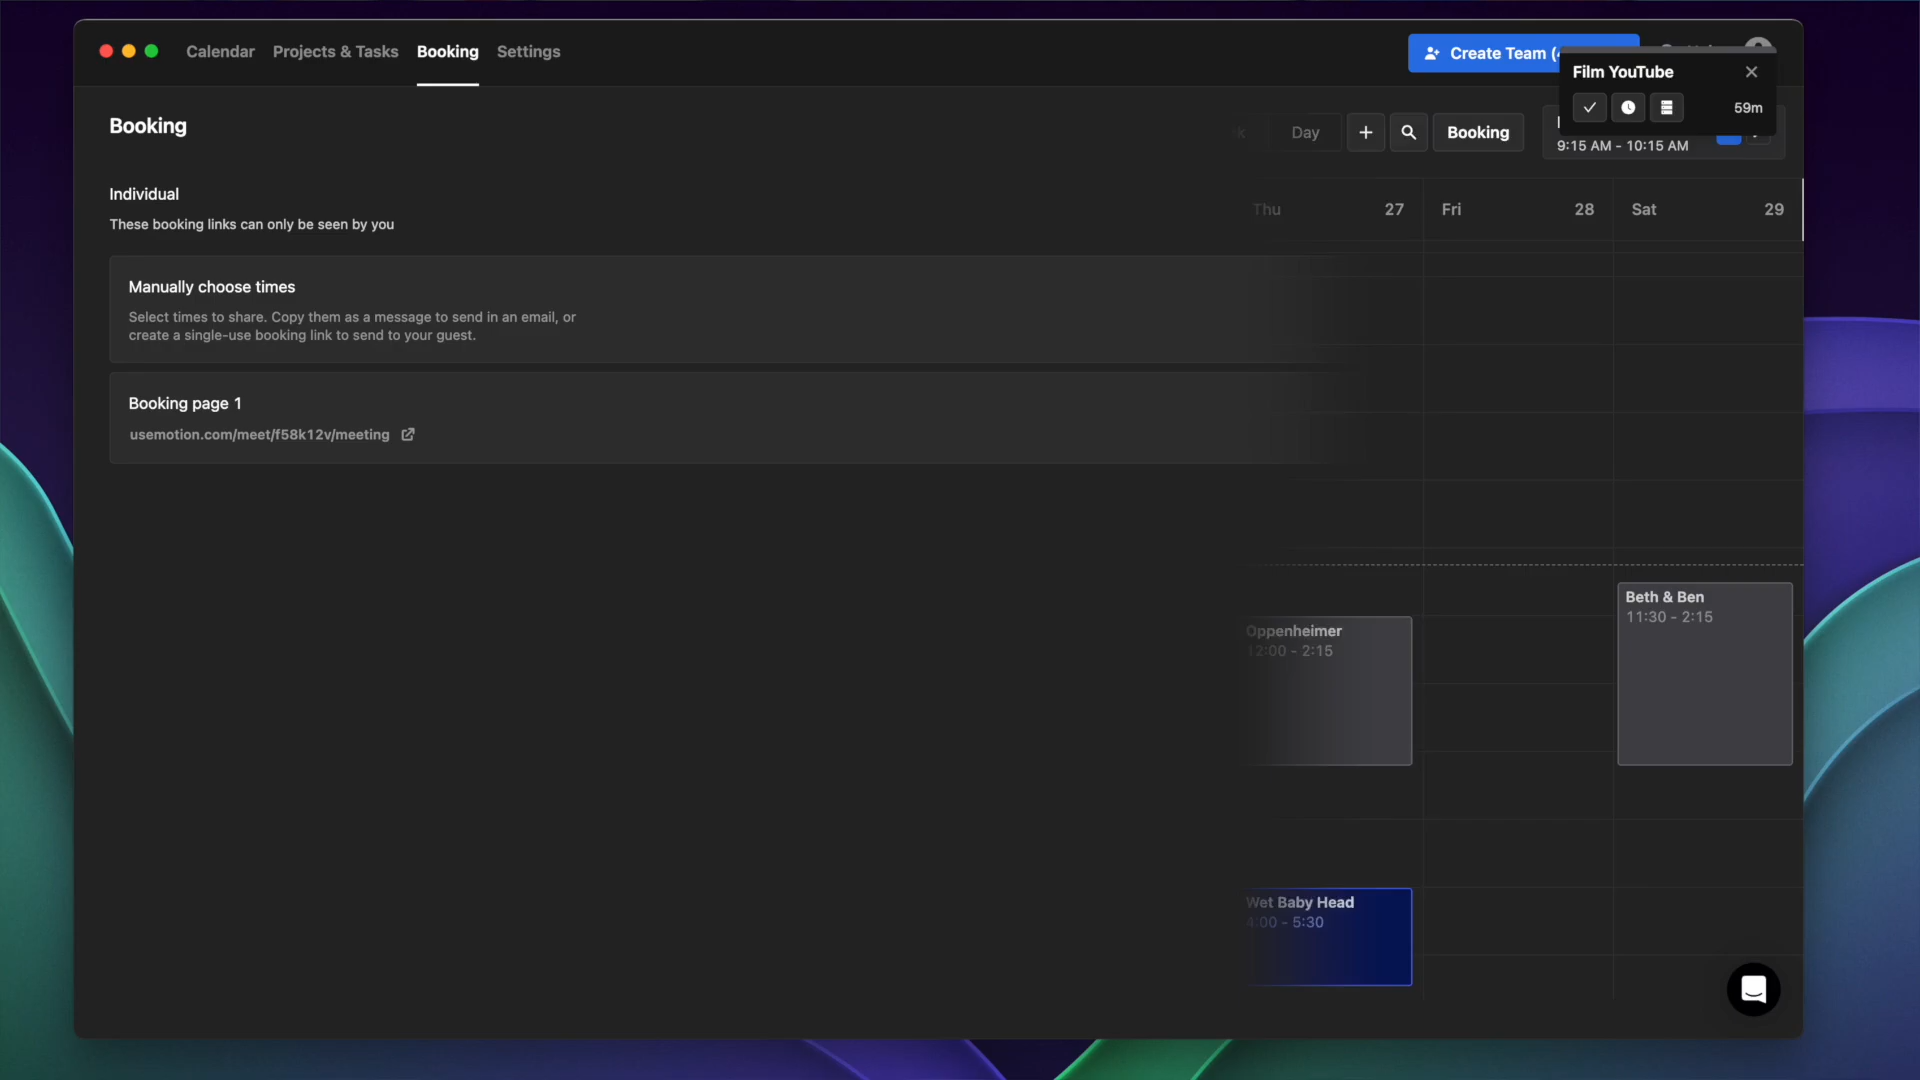 Calendar Projects & Tasks Booking Settings
Create Team
Film YouTube
59m
Booking
Day
Booking
9:15 AM - 10:15 AM
Individual
These booking links can only be seen by you
Thu 27 Fri 28 Sat 29
Manually choose times
Select times to share. Copy them as a message to send in an email, or
create a single-use booking link to send to your guest.
Booking page 1
usemotion.com/meet/f58k12v/meeting
Beth & Ben
11:30 - 2:15
Oppenheimer
12:00 - 2:15
Wet Baby Head
4:00 - 5:30